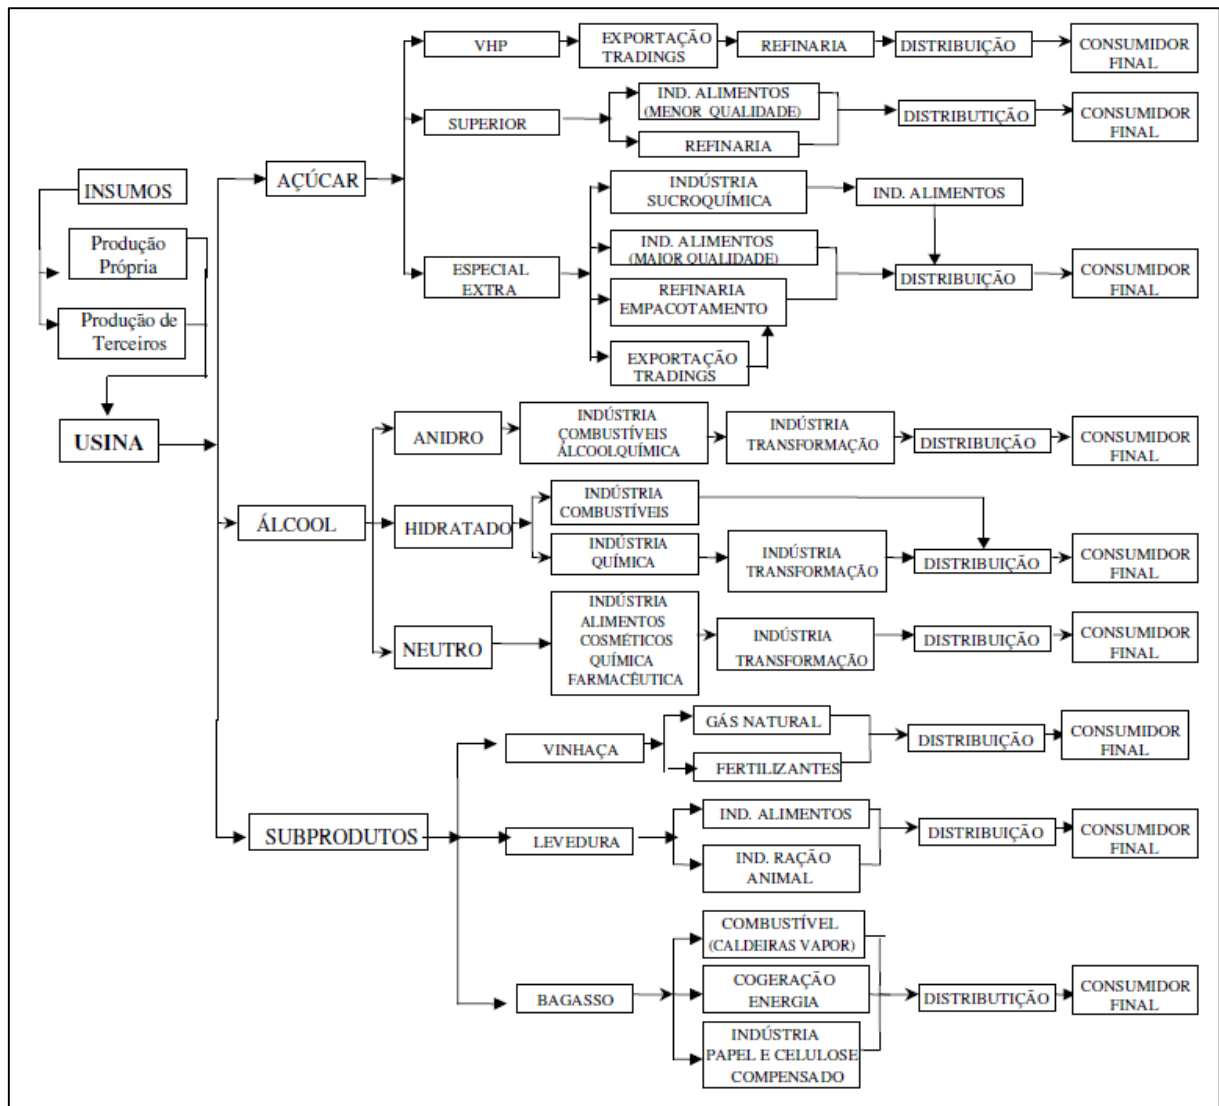 VHP
EXPORTAÇÃO
TRADINGS
REFINARIA
DISTRIBUIÇÃO
CONSUMIDOR
FINAL
SUPERIOR
IND. ALIMENTOS
(MENOR QUALIDADE)
REFINARIA
DISTRIBUTIÇÃO
CONSUMIDOR
FINAL
INSUMOS
Produção
Própria
Produção de
Terceiros
USINA
AÇÚCAR
INDÚSTRIA
SUCROQUÍMICA
IND. ALIMENTOS
ESPECIAL
EXTRA
IND. ALIMENTOS
(MAIOR QUALIDADE)
REFINARIA
EMPACOTAMENTO
EXPORTAÇÃO
TRADINGS
DISTRIBUIÇÃO
CONSUMIDOR
FINAL
ÁLCOOL
ANIDRO
INDÚSTRIA
COMBUSTÍVEIS
ÁLCOOLQUÍMICA
INDÚSTRIA
TRANSFORMAÇÃO
DISTRIBUIÇÃO
CONSUMIDOR
FINAL
HIDRATADO
INDÚSTRIA
COMBUSTÍVEIS
INDÚSTRIA
QUÍMICA
INDÚSTRIA
TRANSFORMAÇÃO
DISTRIBUIÇÃO
CONSUMIDOR
FINAL
NEUTRO
INDÚSTRIA
ALIMENTOS
COSMÉTICOS
QUÍMICA
FARMACÊUTICA
INDÚSTRIA
TRANSFORMAÇÃO
DISTRIBUIÇÃO
CONSUMIDOR
FINAL
SUBPRODUTOS
VINHAÇA
GÁS NATURAL
FERTILIZANTES
DISTRIBUIÇÃO
CONSUMIDOR
FINAL
LEVEDURA
IND. ALIMENTOS
IND. RAÇÃO
ANIMAL
DISTRIBUIÇÃO
CONSUMIDOR
FINAL
BAGASSO
COMBUSTÍVEL
(CALDEIRAS VAPOR)
COGERAÇÃO
ENERGIA
INDÚSTRIA
PAPEL E CELULOSE
COMPENSADO
DISTRIBUTIÇÃO
CONSUMIDOR
FINAL